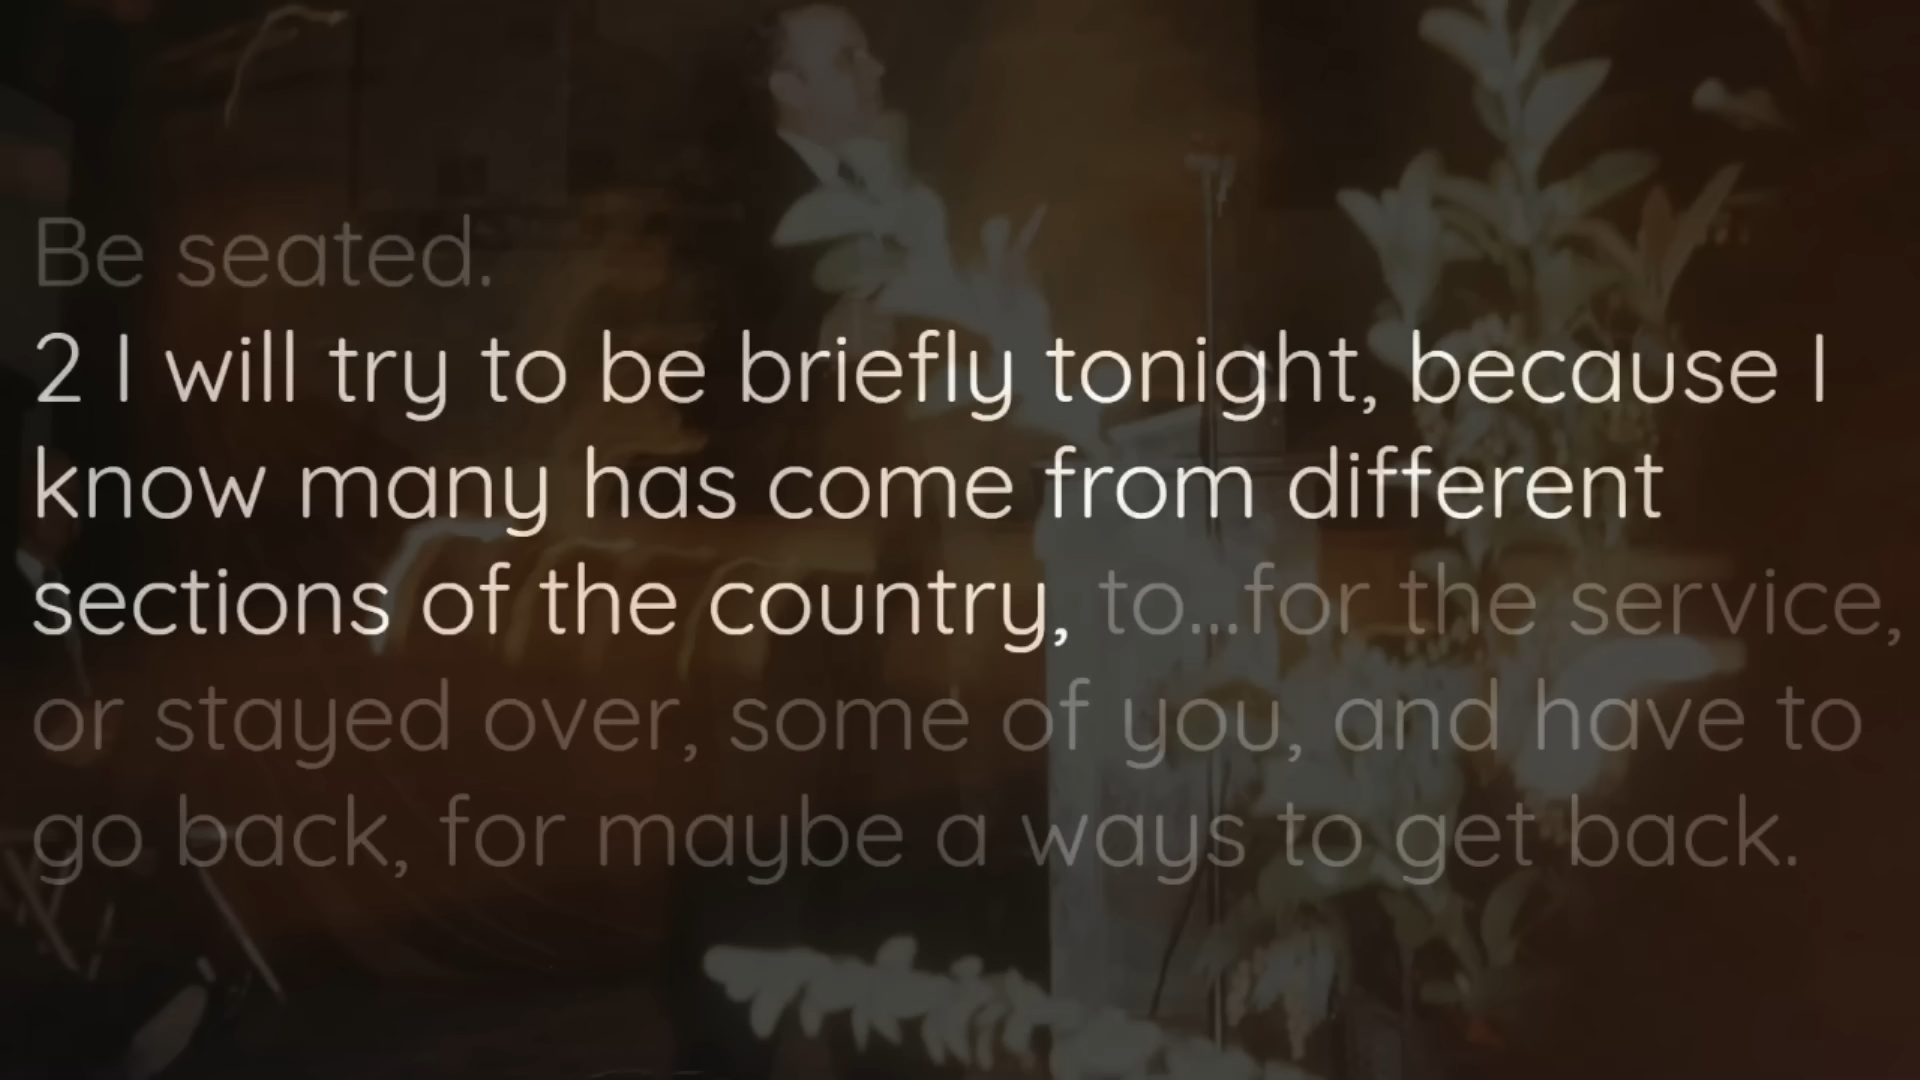 Be seated.
2 I will try to be briefly tonight, because I
know many has come from different
sections of the country, to...for the service,
or stayed over, some of you, and have to
go back, for maybe a ways to get back.